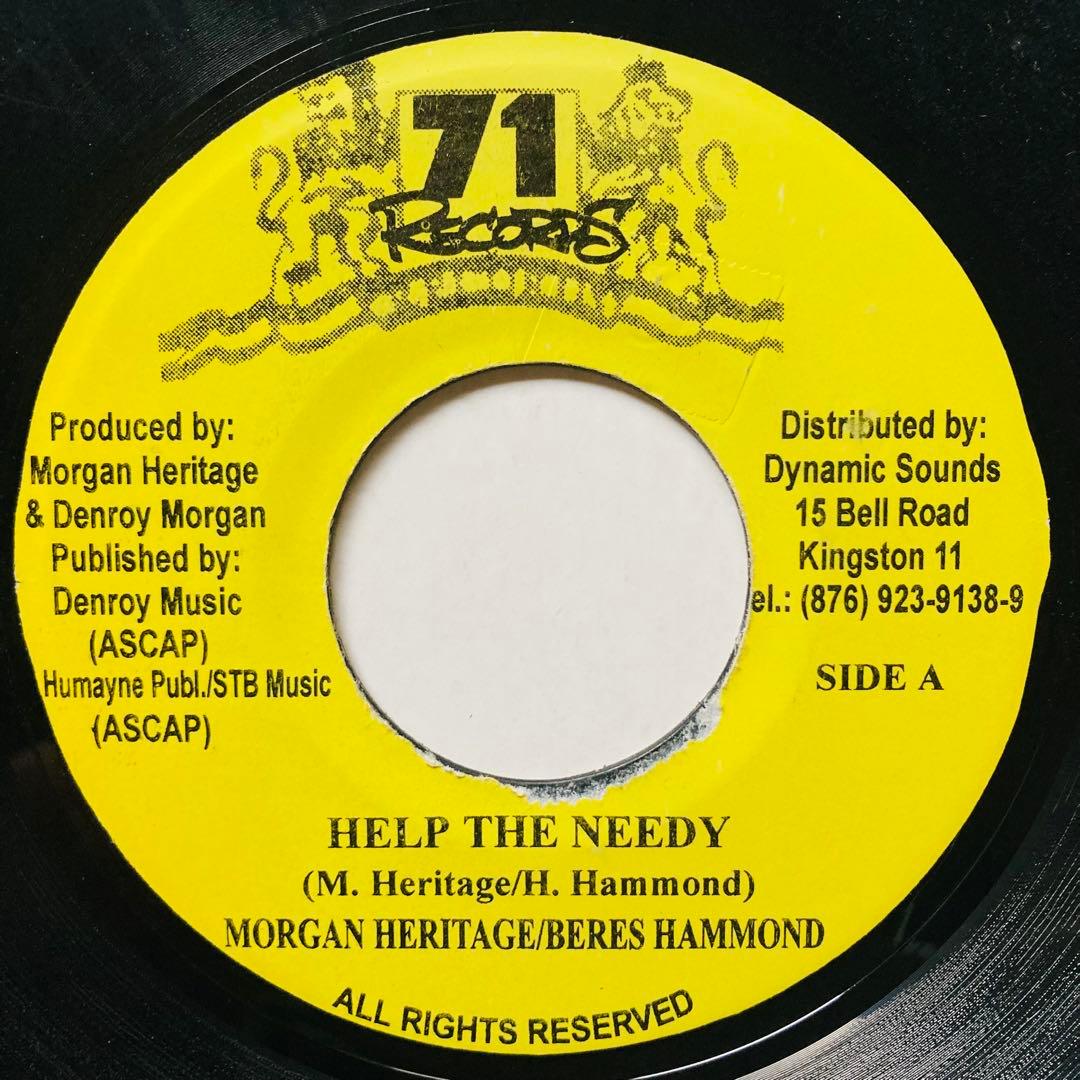 71
RECORDS
Produced by:
Morgan Heritage
& Denroy Morgan
Published by:
Denroy Music
(ASCAP)
Humayne Publ./STB Music
(ASCAP)
Distributed by:
Dynamic Sounds
15 Bell Road
Kingston 11
el.: (876) 923-9138-9
SIDE A
HELP THE NEEDY
(M. Heritage/H. Hammond)
MORGAN HERITAGE/BERES HAMMOND
ALL RIGHTS RESERVED